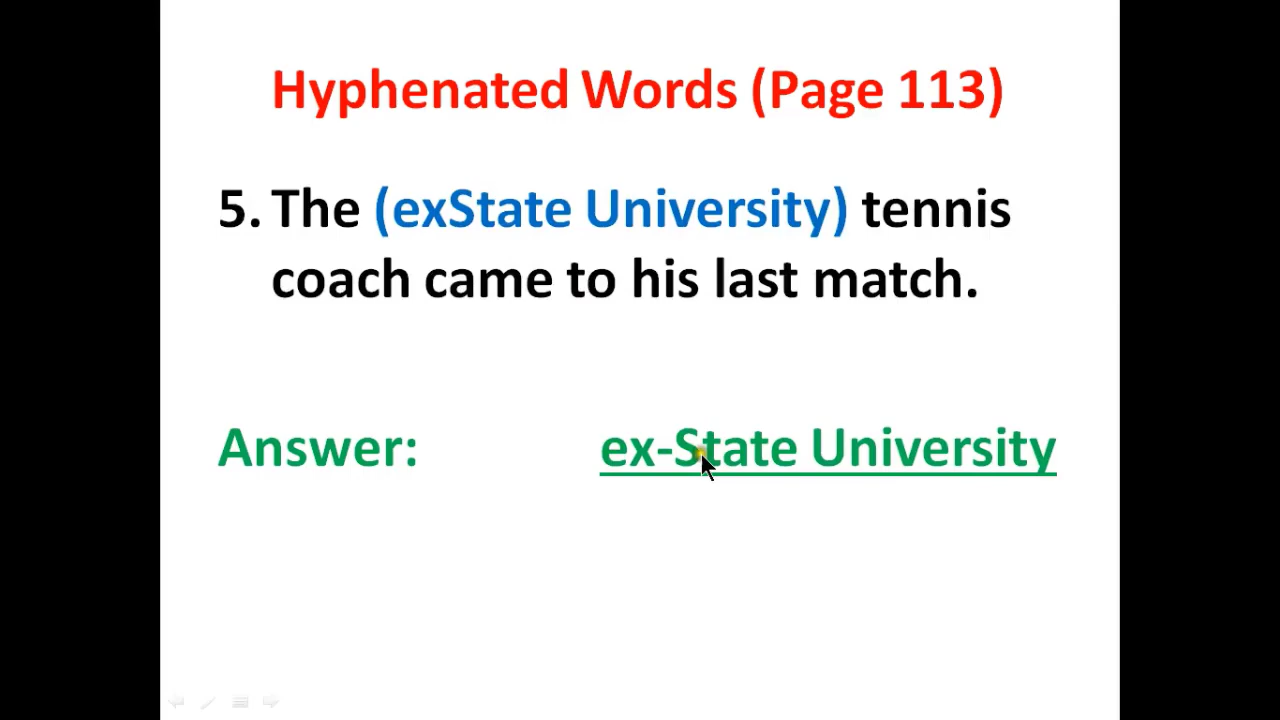 Hyphenated Words (Page 113)
5. The (exState University) tennis
coach came to his last match.
Answer: ex-State University